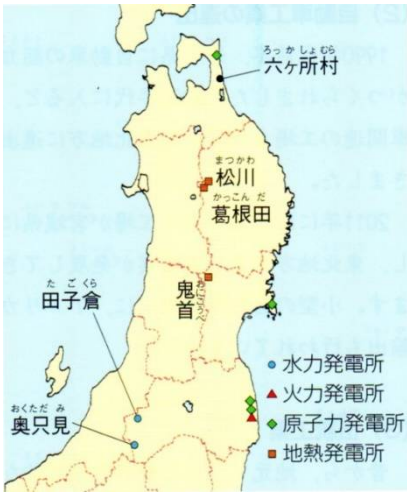 ろっかしょむら
六ヶ所村
まつかわ
松川
かっこんだ
葛根田
おにこうべ
鬼首
たごくら
田子倉
おくただみ
奥只見
水力発電所
火力発電所
原子力発電所
地熱発電所